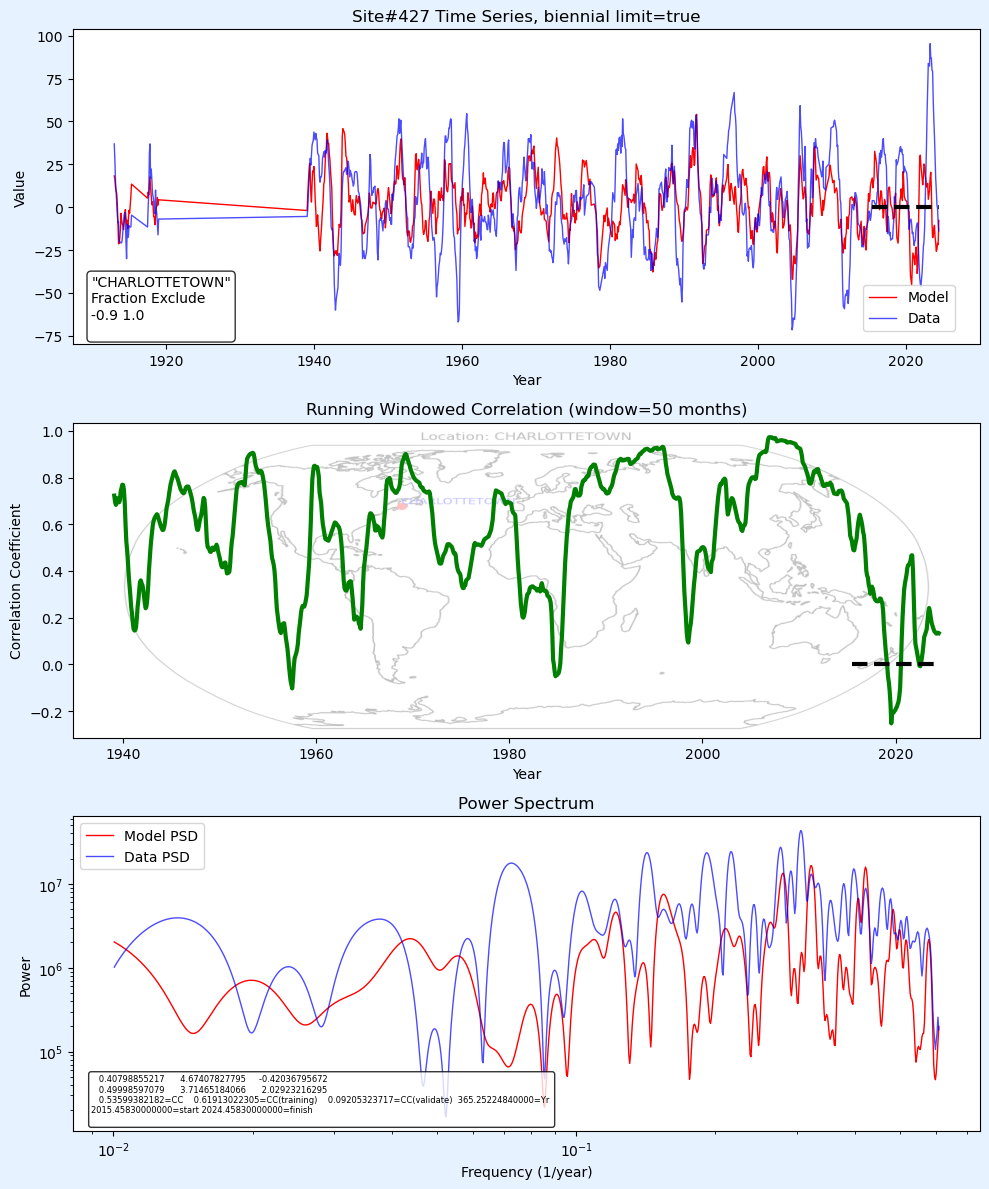 Site#427 Time Series, biennial limit=true
100
75
50
25
0
−25
−50
−75
Value
"CHARLOTTETOWN"
Fraction Exclude
-0.9 1.0
Model
Data
1920
1940
1960
1980
2000
2020
Year
Running Windowed Correlation (window=50 months)
Location: CHARLOTTETOWN
CHARLOTTETOWN
1.0
0.8
0.6
0.4
0.2
0.0
−0.2
Correlation Coefficient
1940
1960
1980
2000
2020
Year
Power Spectrum
Model PSD
Data PSD
10⁷
10⁶
10⁵
Power
0.40798855217 4.67407827795 -0.42036795672
0.49998597079 3.71465184066 2.02923216295
0.53599382182=CC 0.61913022305=CC(training) 0.09205323717=CC(validate) 365.25224840000=Yr
2015.45830000000=start 2024.45830000000=finish
10⁻²
10⁻¹
Frequency (1/year)